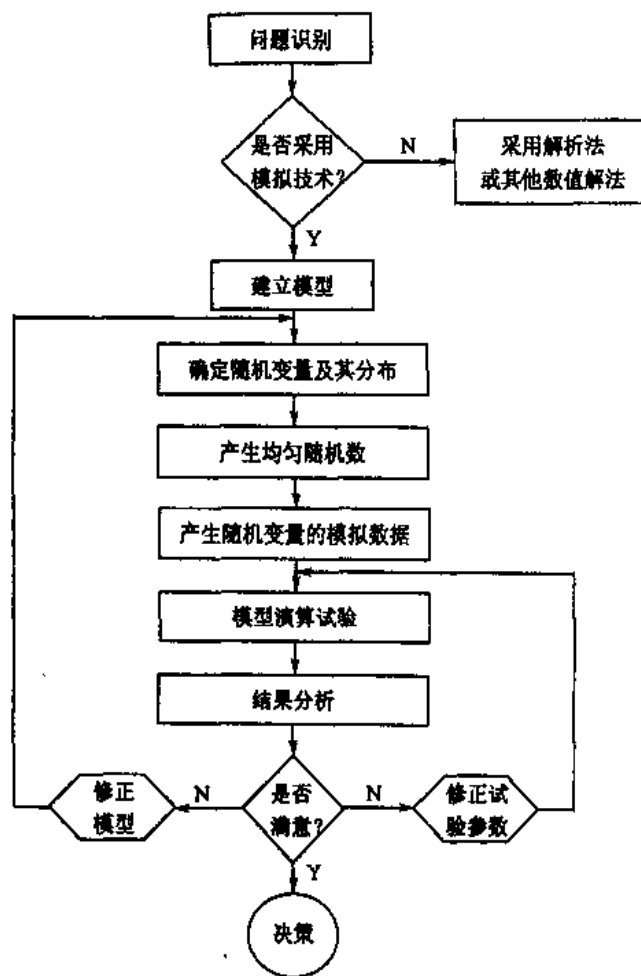 问题识别
是否采用
模拟技术?
N
采用解析法
或其他数值解法
Y
建立模型
确定随机变量及其分布
产生均匀随机数
产生随机变量的模拟数据
模型演算试验
结果分析
修正
模型
N
是否
满意?
N
修正试
验参数
Y
决策